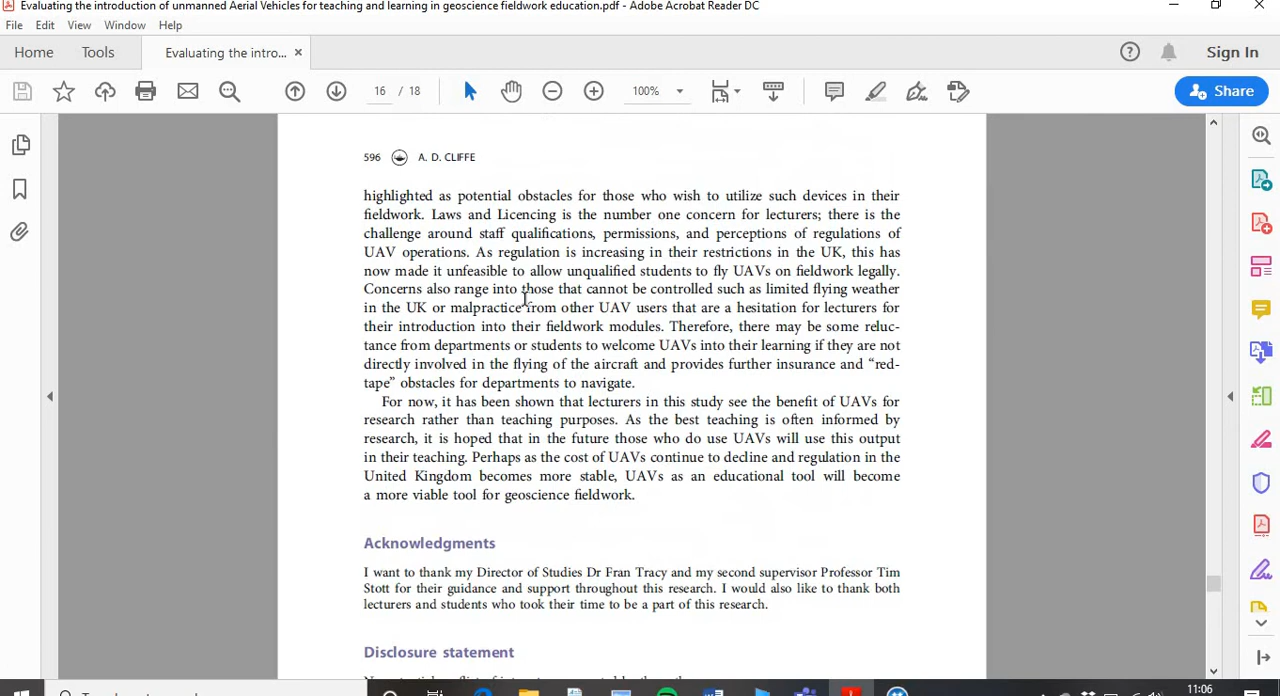 Evaluating the introduction of unmanned Aerial Vehicles for teaching and learning in geoscience fieldwork education.pdf - Adobe Acrobat Reader DC
File Edit View Window Help
Home Tools Evaluating the intro... × Sign In
16 / 18 100% Share
596 A. D. CLIFFE
highlighted as potential obstacles for those who wish to utilize such devices in their
fieldwork. Laws and Licencing is the number one concern for lecturers; there is the
challenge around staff qualifications, permissions, and perceptions of regulations of
UAV operations. As regulation is increasing in their restrictions in the UK, this has
now made it unfeasible to allow unqualified students to fly UAVs on fieldwork legally.
Concerns also range into those that cannot be controlled such as limited flying weather
in the UK or malpractice from other UAV users that are a hesitation for lecturers for
their introduction into their fieldwork modules. Therefore, there may be some reluc-
tance from departments or students to welcome UAVs into their learning if they are not
directly involved in the flying of the aircraft and provides further insurance and “red-
tape” obstacles for departments to navigate.
For now, it has been shown that lecturers in this study see the benefit of UAVs for
research rather than teaching purposes. As the best teaching is often informed by
research, it is hoped that in the future those who do use UAVs will use this output
in their teaching. Perhaps as the cost of UAVs continue to decline and regulation in the
United Kingdom becomes more stable, UAVs as an educational tool will become
a more viable tool for geoscience fieldwork.
Acknowledgments
I want to thank my Director of Studies Dr Fran Tracy and my second supervisor Professor Tim
Stott for their guidance and support throughout this research. I would also like to thank both
lecturers and students who took their time to be a part of this research.
Disclosure statement
11:06